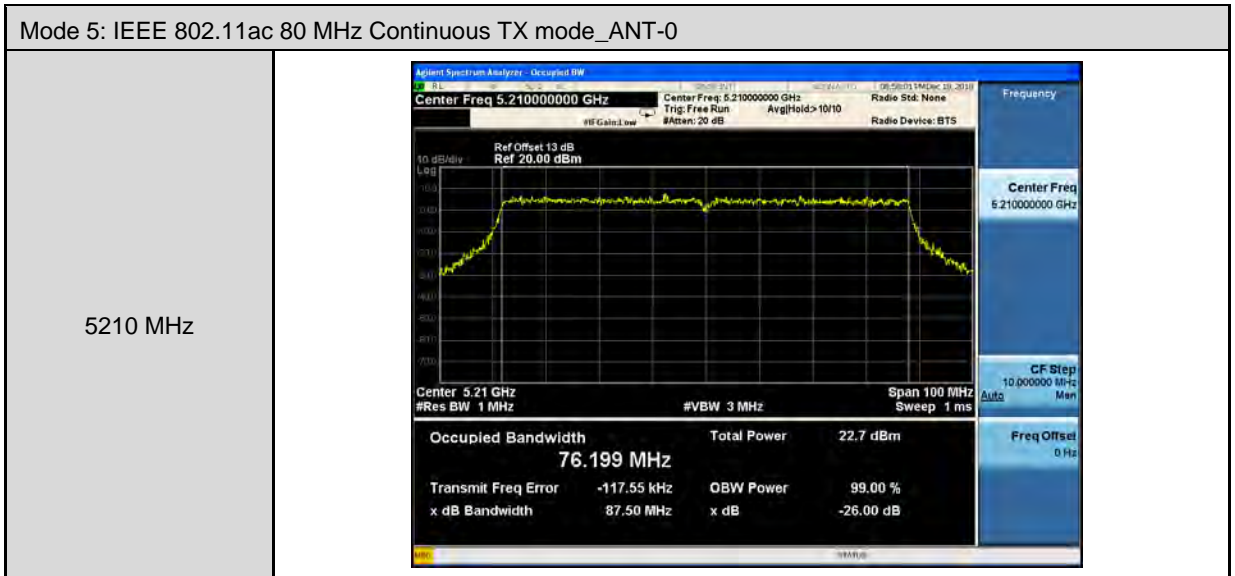 Mode 5: IEEE 802.11ac 80 MHz Continuous TX mode_ANT-0
5210 MHz
Agilent Spectrum Analyzer - Occupied BW
RL
Center Freq 5.210000000 GHz
Center Freq: 5.210000000 GHz
Radio Std: None
Trig: Free Run
Avg|Hold>10/10
#IFGain:Low
#Atten: 20 dB
Radio Device: BTS
Frequency
Ref Offset 13 dB
10 dB/div
Ref 20.00 dBm
Log
Center Freq
5.210000000 GHz
Center 5.21 GHz
Span 100 MHz
#Res BW 1 MHz
#VBW 3 MHz
Sweep 1 ms
CF Step
10.000000 MHz
Auto
Man
Occupied Bandwidth
Total Power
22.7 dBm
76.199 MHz
Transmit Freq Error
-117.55 kHz
OBW Power
99.00 %
x dB Bandwidth
87.50 MHz
x dB
-26.00 dB
Freq Offset
0 Hz
MSG
STATUS